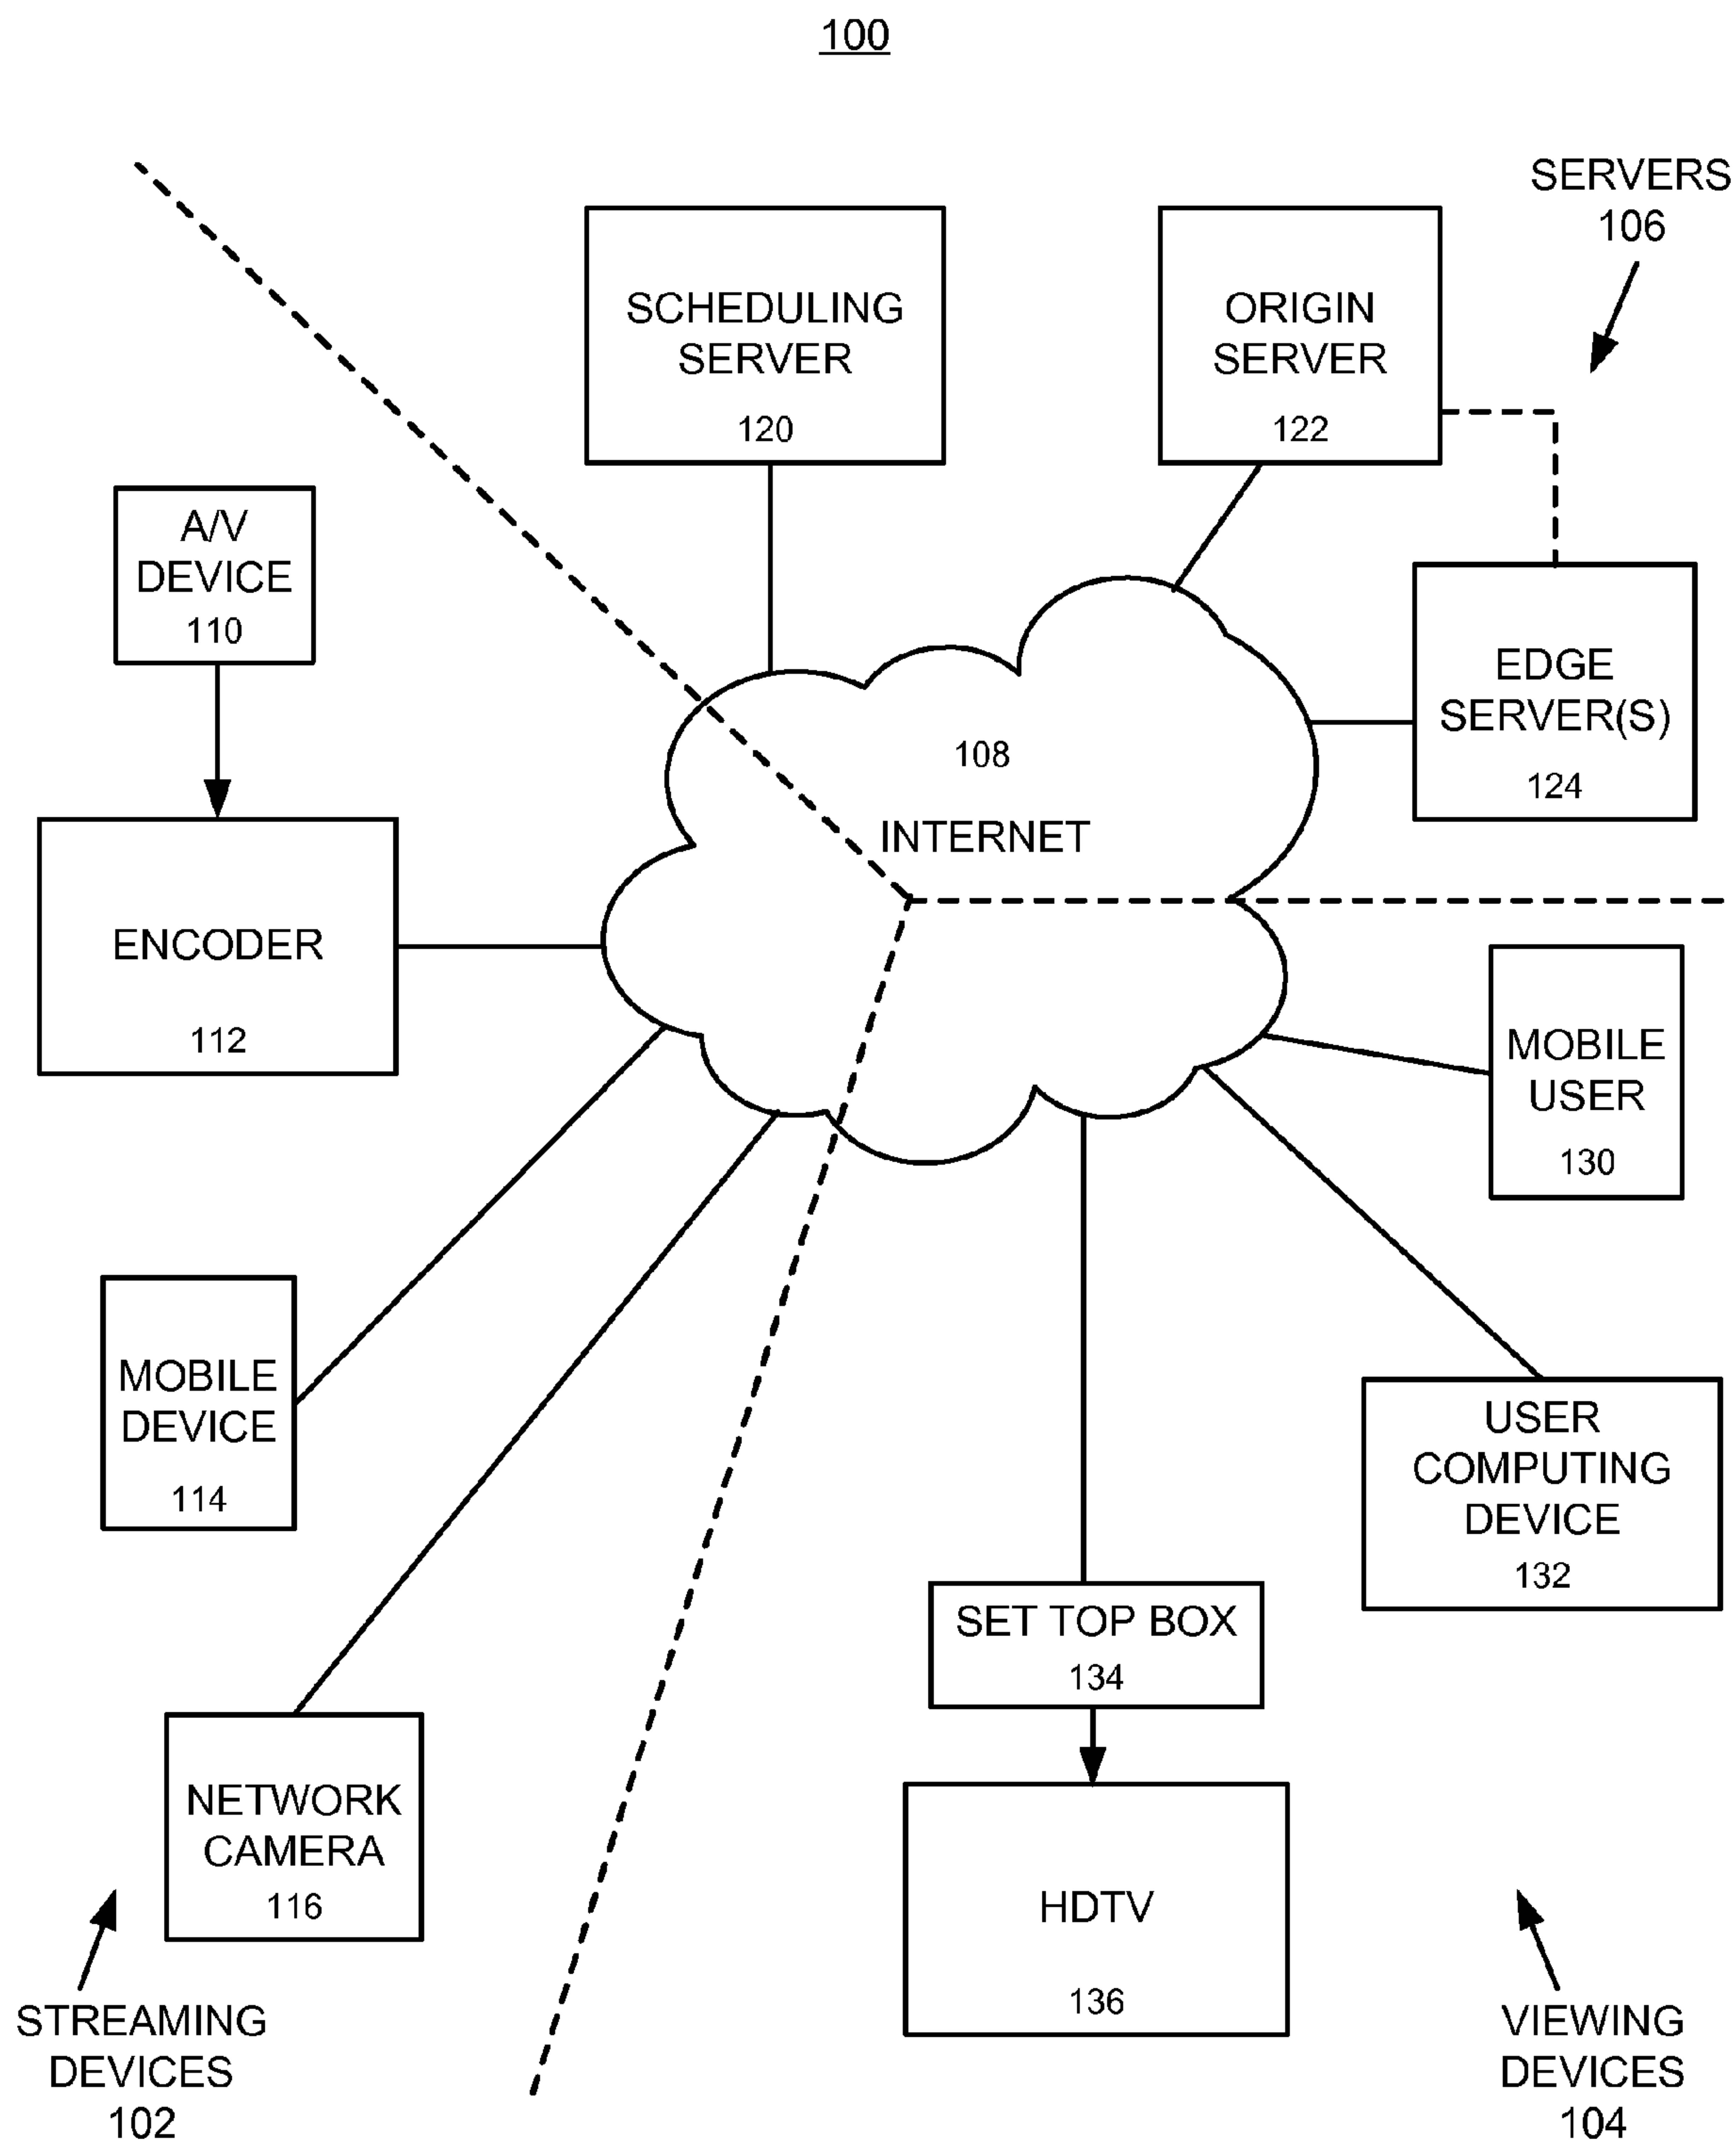 100
SERVERS
106
SCHEDULING
SERVER
120
ORIGIN
SERVER
122
A/V
DEVICE
110
EDGE
SERVER(S)
124
108
INTERNET
ENCODER
112
MOBILE
USER
130
MOBILE
DEVICE
114
USER
COMPUTING
DEVICE
132
SET TOP BOX
134
NETWORK
CAMERA
116
HDTV
136
STREAMING
DEVICES
102
VIEWING
DEVICES
104